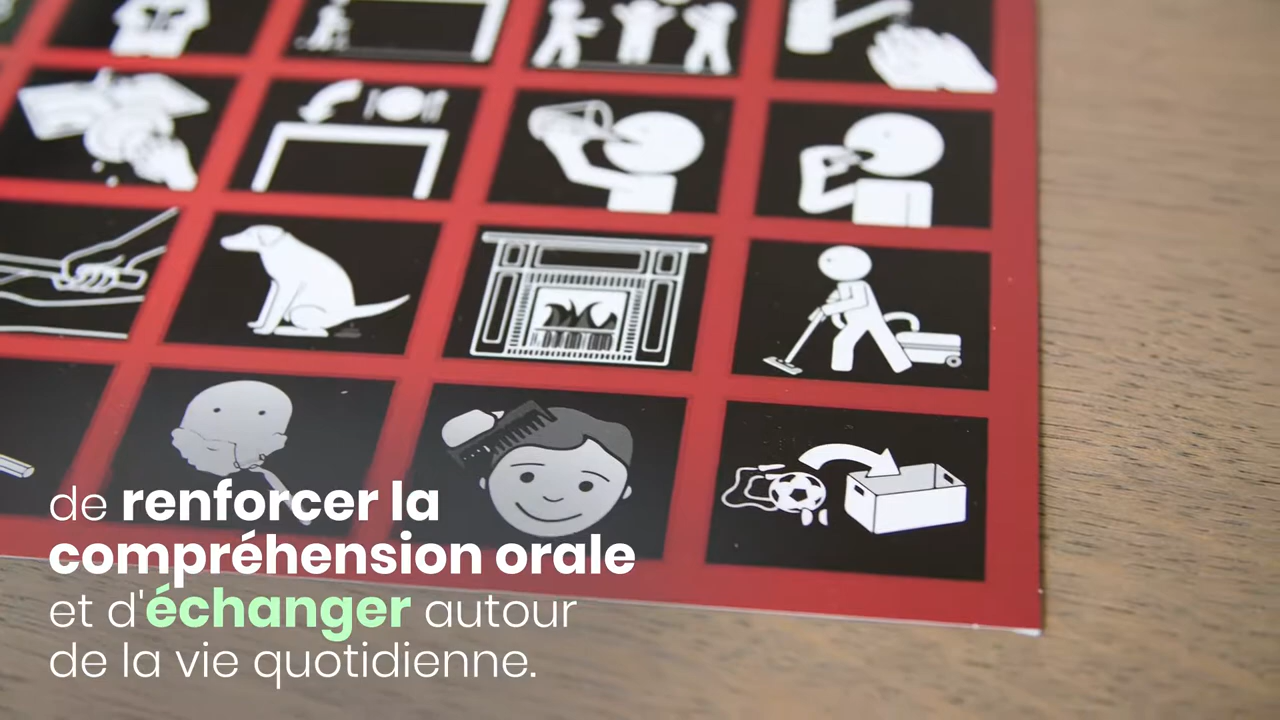 de renforcer la
compréhension orale
et d'échanger autour
de la vie quotidienne.